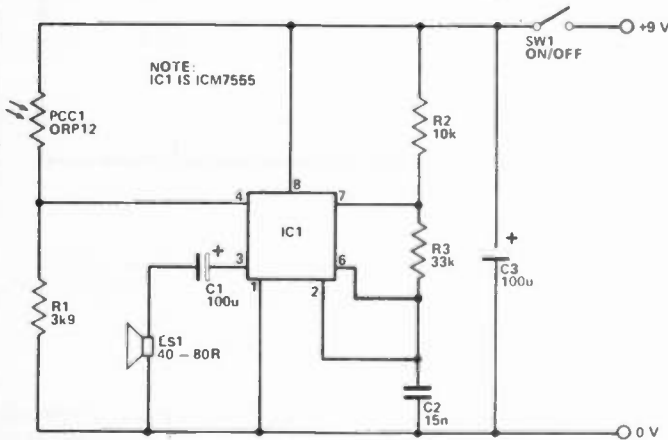 +9 V
SW1
ON/OFF
NOTE:
IC1 IS ICM7555
PCC1
ORP12
R2
10k
8
4
7
IC1
R3
33k
3
6
C1
100u
+
1
2
+
C3
100u
R1
3k9
LS1
40 – 80R
C2
15n
0 V